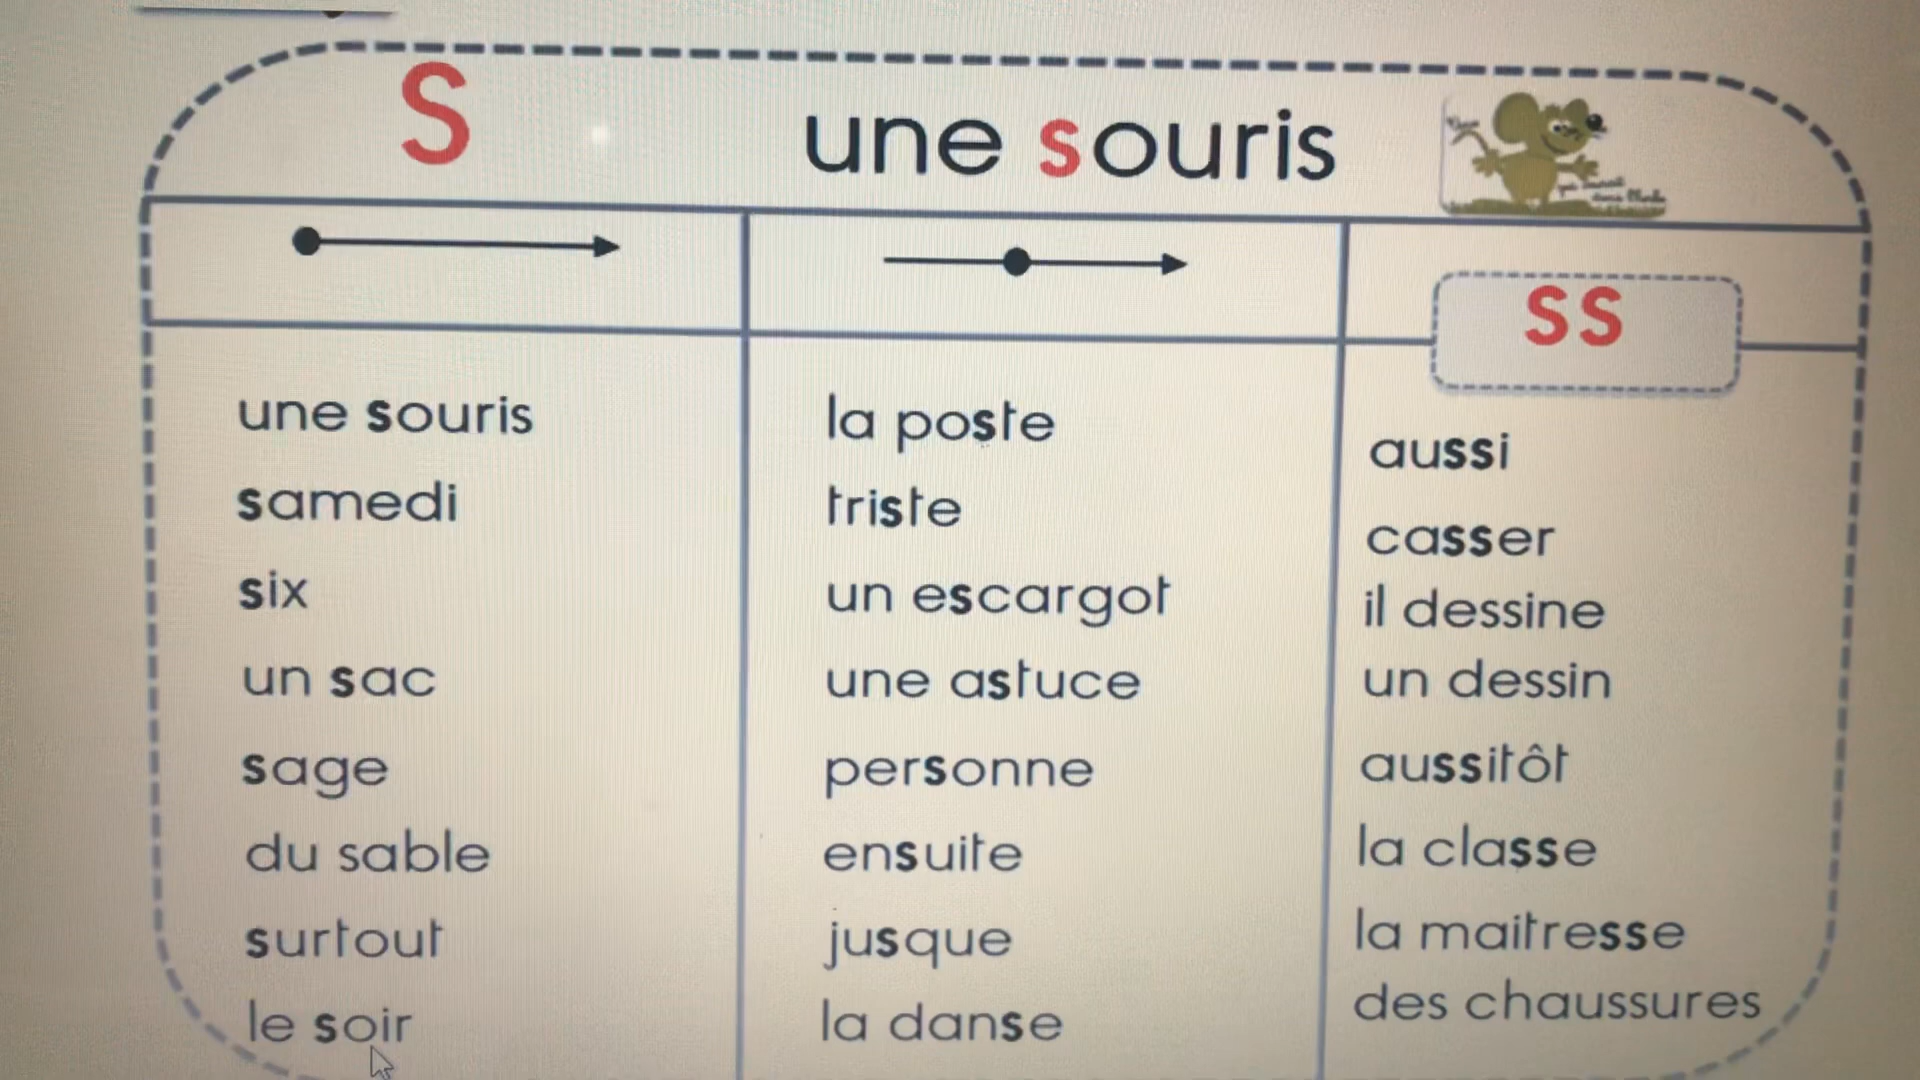 S
une souris
ss
une souris
samedi
six
un sac
sage
du sable
surtout
le soir
la poste
triste
un escargot
une astuce
personne
ensuite
jusque
la danse
aussi
casser
il dessine
un dessin
aussitôt
la classe
la maitresse
des chaussures